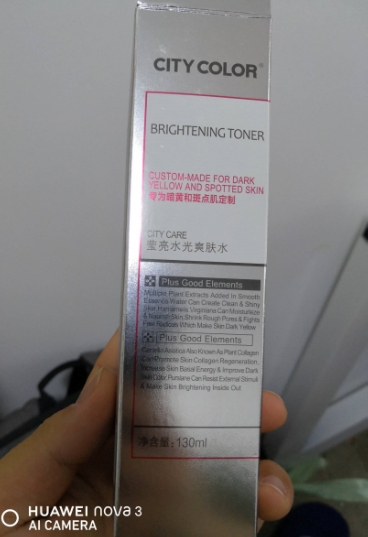 CITY COLOR®
BRIGHTENING TONER
CUSTOM-MADE FOR DARK
YELLOW AND SPOTTED SKIN
专为暗黄和斑点肌定制
CITY CARE
莹亮水光爽肤水
Plus Good Elements
Multiple Plant Extracts Added In Smooth
Essence Water Can Create Clean & Shiny
Skin Hamamelis Virginiana Can Moisturise
& Nourish Skin,Shrink Rough Pores & Fights
Free Radicals Which Make Skin Dark Yellow
Plus Good Elements
Centella Asiatica Also Known As Plant Collagen
Can Promote Skin Collagen Regeneration,
Increase Skin Basal Energy & Improve Dark
Skin Color. Purslane Can Resist External Stimuli
& Make Skin Brightening Inside Out
净含量: 130ml
HUAWEI nova 3
AI CAMERA